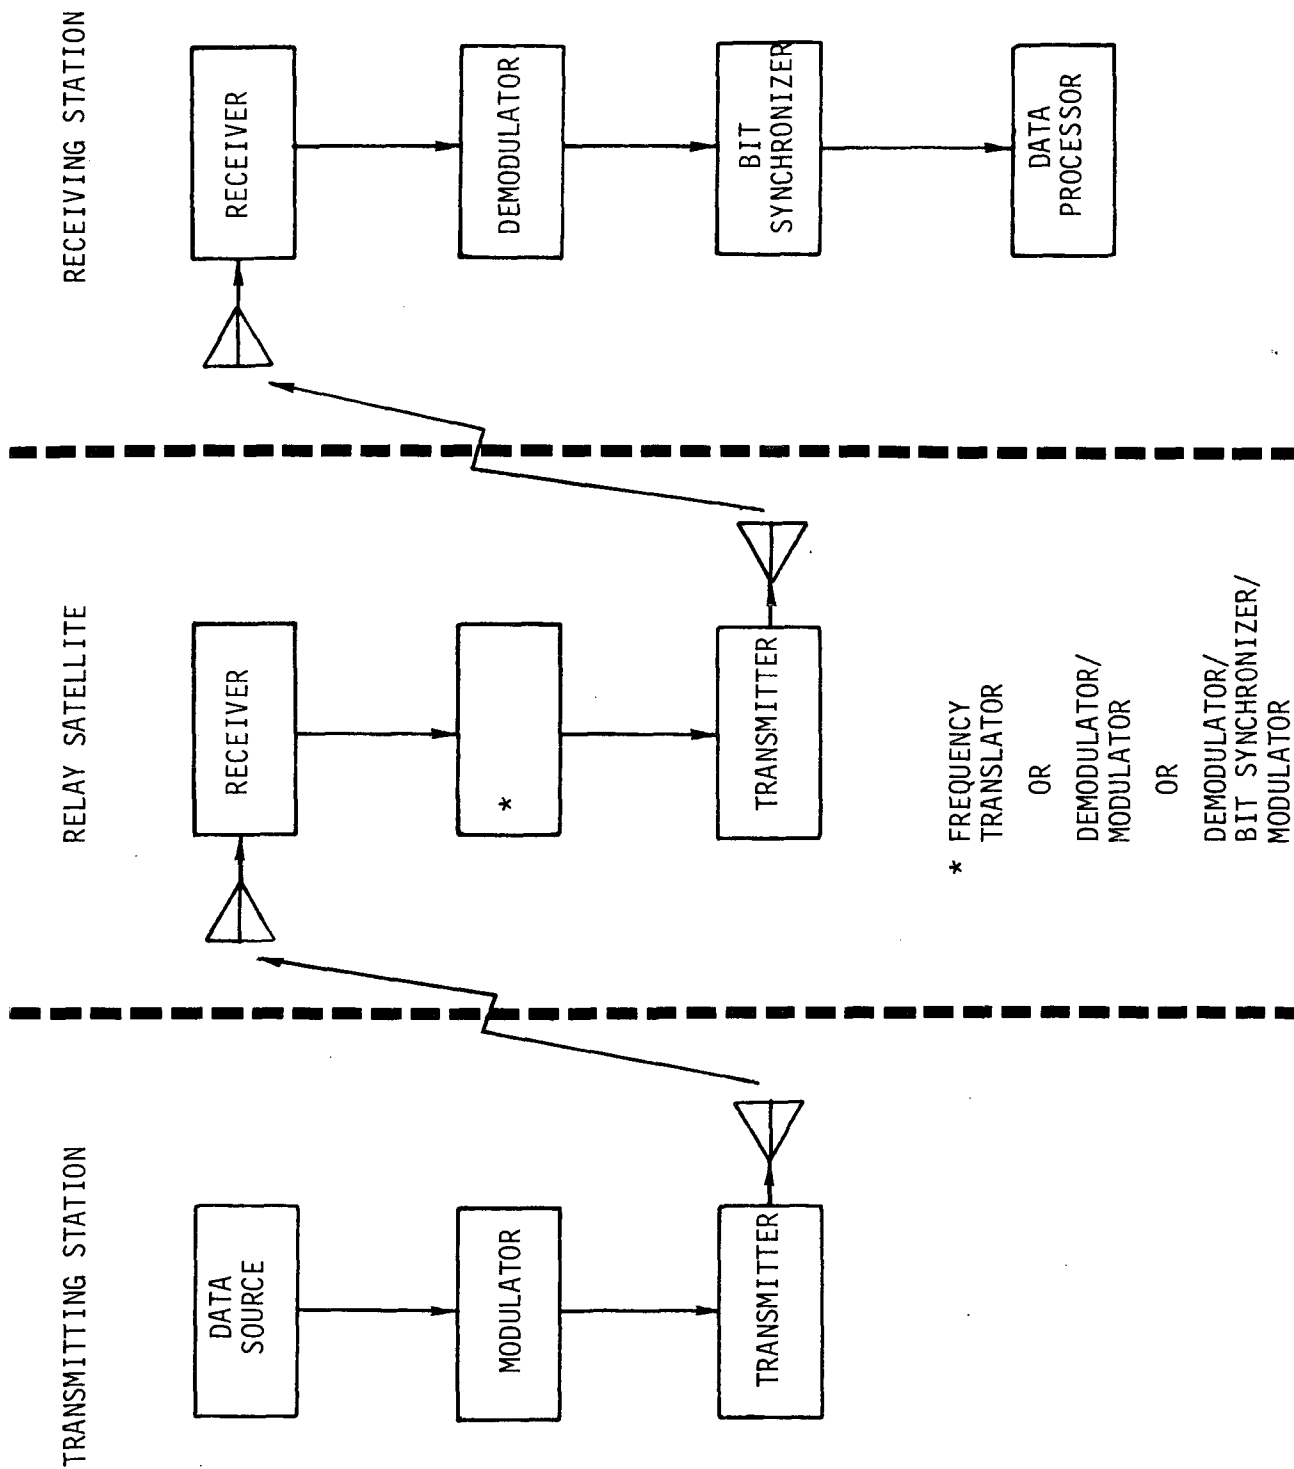 TRANSMITTING STATION
DATA
SOURCE
MODULATOR
TRANSMITTER
RELAY SATELLITE
RECEIVER
*
TRANSMITTER
* FREQUENCY
TRANSLATOR
OR
DEMODULATOR/
MODULATOR
OR
DEMODULATOR/
BIT SYNCHRONIZER/
MODULATOR
RECEIVING STATION
RECEIVER
DEMODULATOR
BIT
SYNCHRONIZER
DATA
PROCESSOR